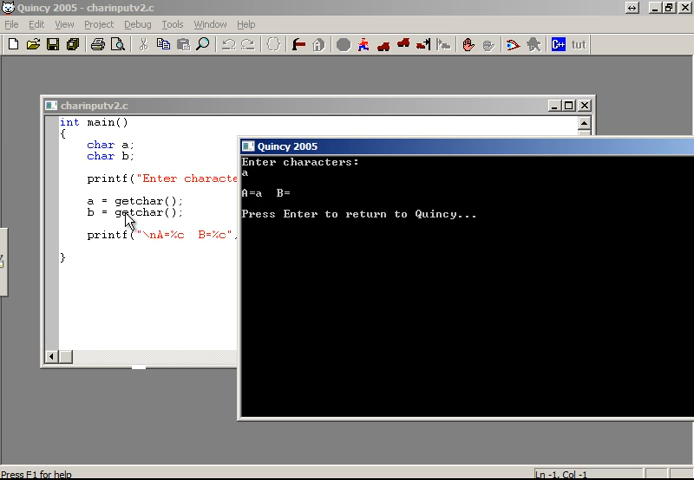 Quincy 2005 - charinputv2.c
File Edit View Project Debug Tools Window Help
C++ tut
charinputv2.c
int main()
{
char a;
char b;
printf("Enter characte
a = getchar();
b = getchar();
printf("\nA=%c  B=%c",
}
Quincy 2005
Enter characters:
a
A=a  B=
Press Enter to return to Quincy...
Press F1 for help
Ln -1, Col -1